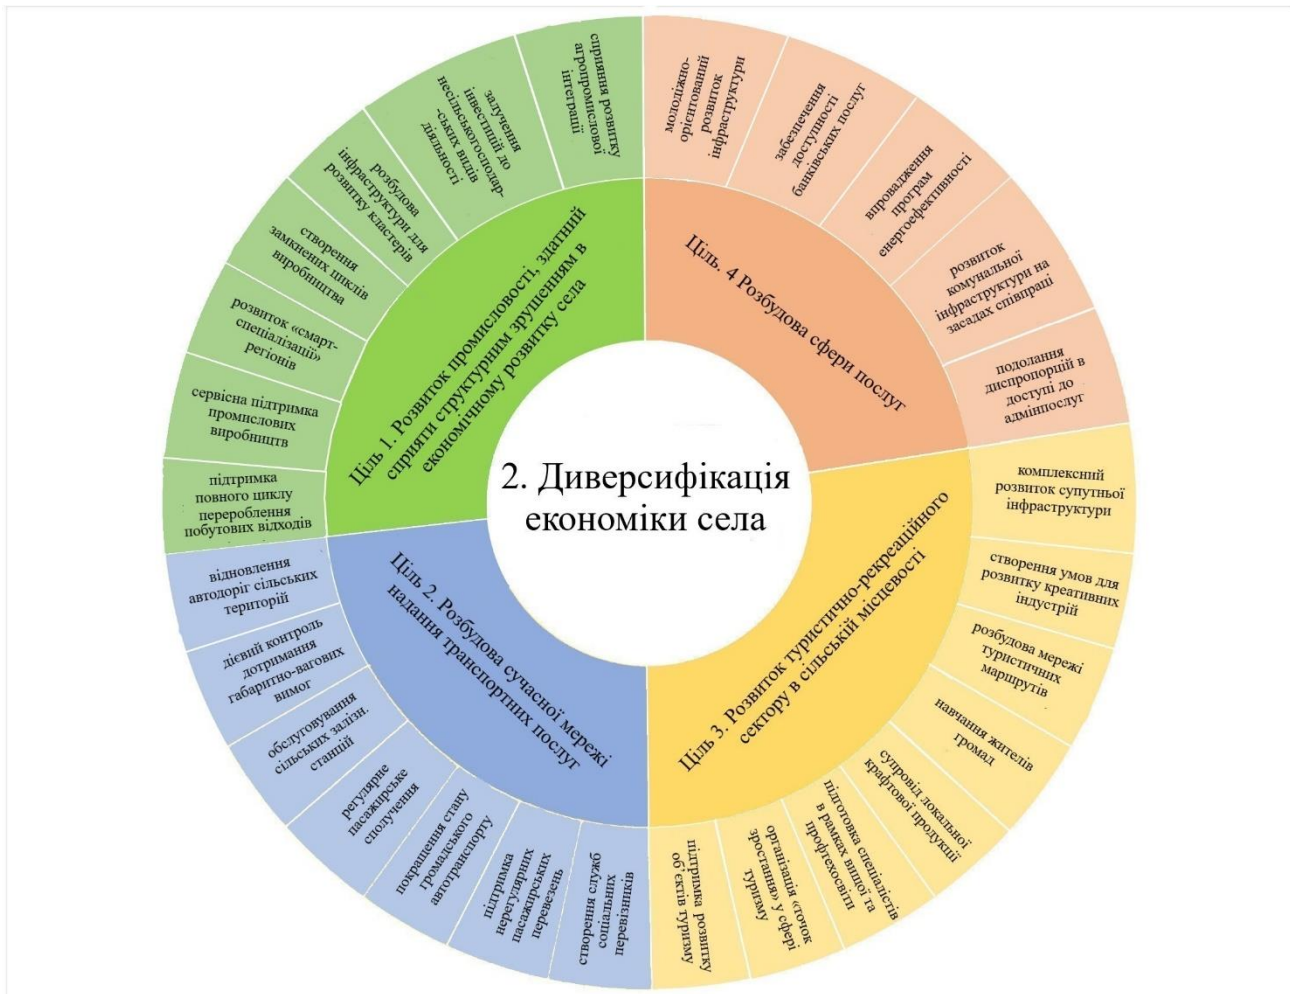 2. Диверсифікація
економіки села
Ціль 1. Розвиток промисловості, здатний
сприяти структурним зрушенням в
економічному розвитку села
сприяння розвитку
агропромислової
інтеграції
залучення
інвестицій до
несільськогосподар-
-ських видів
діяльності
розбудова
інфраструктури для
розвитку кластерів
створення
замкнених циклів
виробництва
розвиток «смарт-
спеціалізації»
регіонів
сервісна підтримка
промислових
виробництв
підтримка
повного циклу
перероблення
побутових відходів
Ціль 2. Розбудова сучасної мережі
надання транспортних послуг
відновлення
автодоріг сільських
територій
дієвий контроль
дотримання
габаритно-вагових
вимог
обслуговування
сільських залізн.
станцій
регулярне
пасажирське
сполучення
покращення стану
громадського
автотранспорту
підтримка
нерегулярних
пасажирських
перевезень
створення служб
соціальних
перевізників
Ціль 3. Розвиток туристично-рекреаційного
сектору в сільській місцевості
підтримка розвитку
об`єктів туризму
організація «точок
зростання» у сфері
туризму
підготовка спеціалістів
в рамках вищої та
профтехосвіти
супровід локальної
крафтової продукції
навчання жителів
громад
розбудова мережі
туристичних
маршрутів
створення умов для
розвитку креативних
індустрій
комплексний
розвиток супутньої
інфраструктури
Ціль. 4 Розбудова сфери послуг
молодіжно-
орієнтований
розвиток
інфраструктури
забезпечення
доступності
банківських послуг
впровадження
програм
енергоефективності
розвиток
комунальної
інфраструктури на
засадах співпраці
подолання
диспропорцій в
доступі до
адмінпослуг